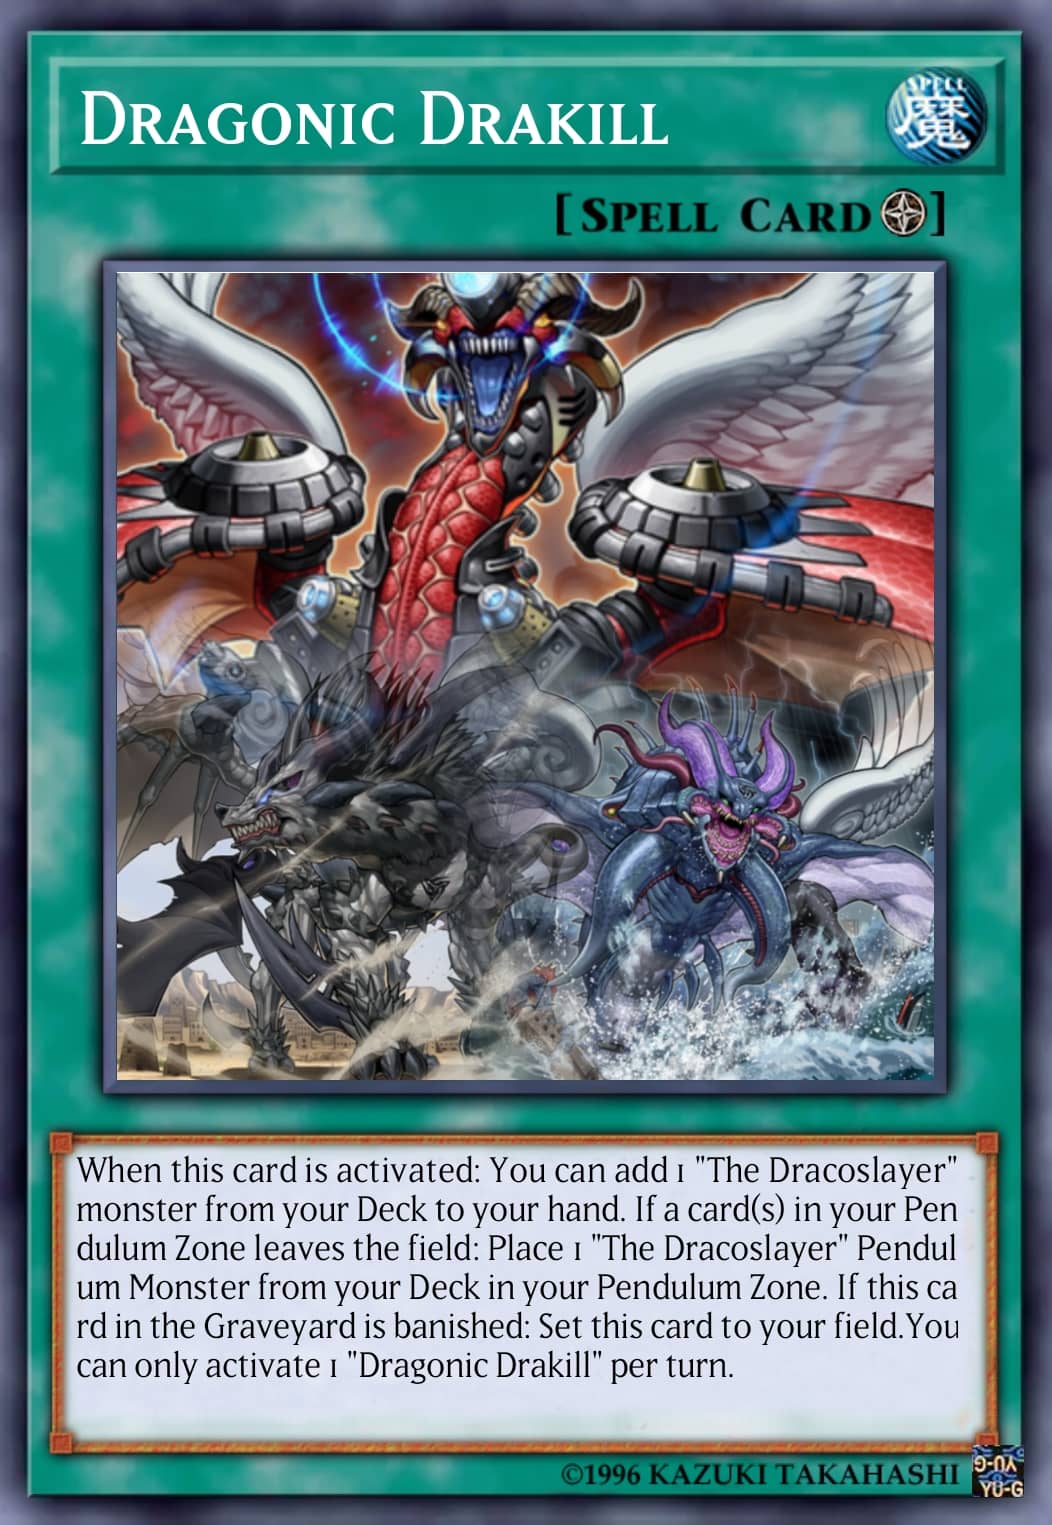 Dragonic Drakill
SPELL
魔
[Spell Card]
When this card is activated: You can add 1 "The Dracoslayer"
monster from your Deck to your hand. If a card(s) in your Pen
dulum Zone leaves the field: Place 1 "The Dracoslayer" Pendul
um Monster from your Deck in your Pendulum Zone. If this ca
rd in the Graveyard is banished: Set this card to your field.You
can only activate 1 "Dragonic Drakill" per turn.
©1996 KAZUKI TAKAHASHI
YU-G
YU-G